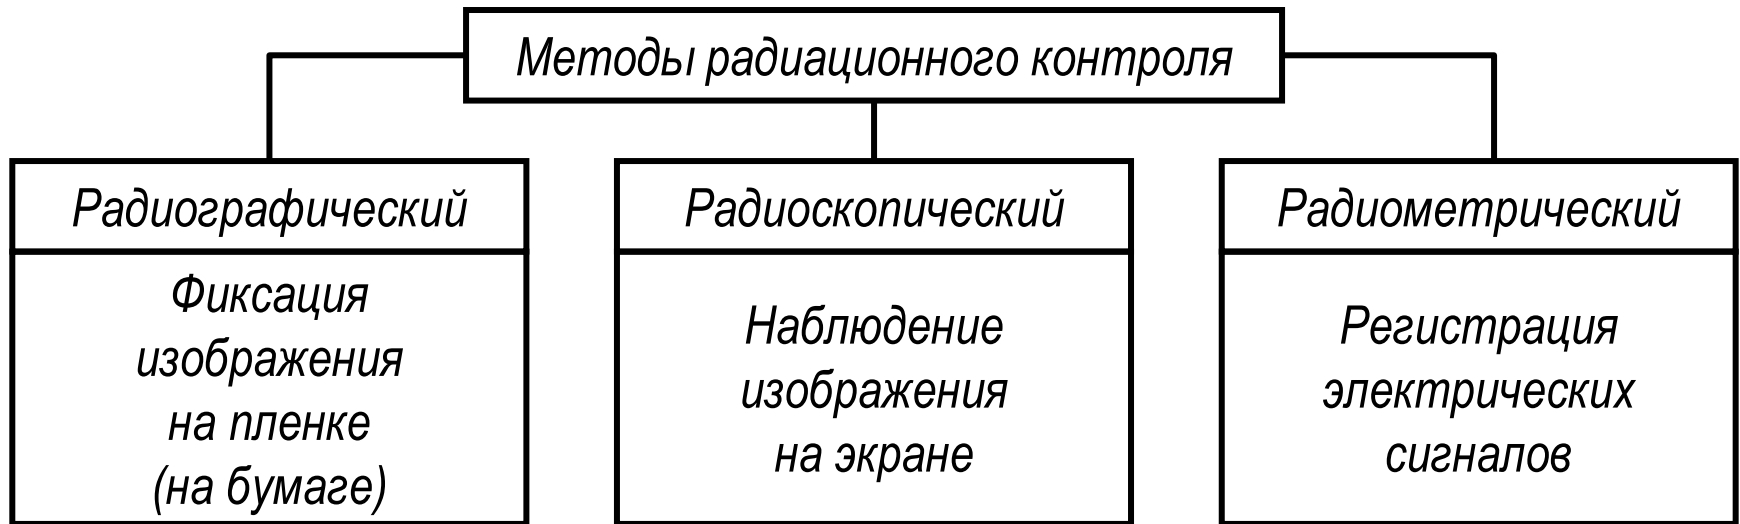 Методы радиационного контроля
Радиографический
Фиксация
изображения
на пленке
(на бумаге)
Радиоскопический
Наблюдение
изображения
на экране
Радиометрический
Регистрация
электрических
сигналов